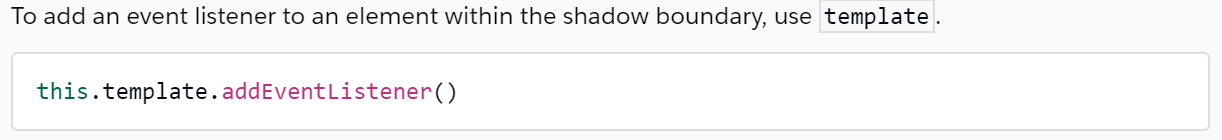 To add an event listener to an element within the shadow boundary, use template.
this.template.addEventListener()